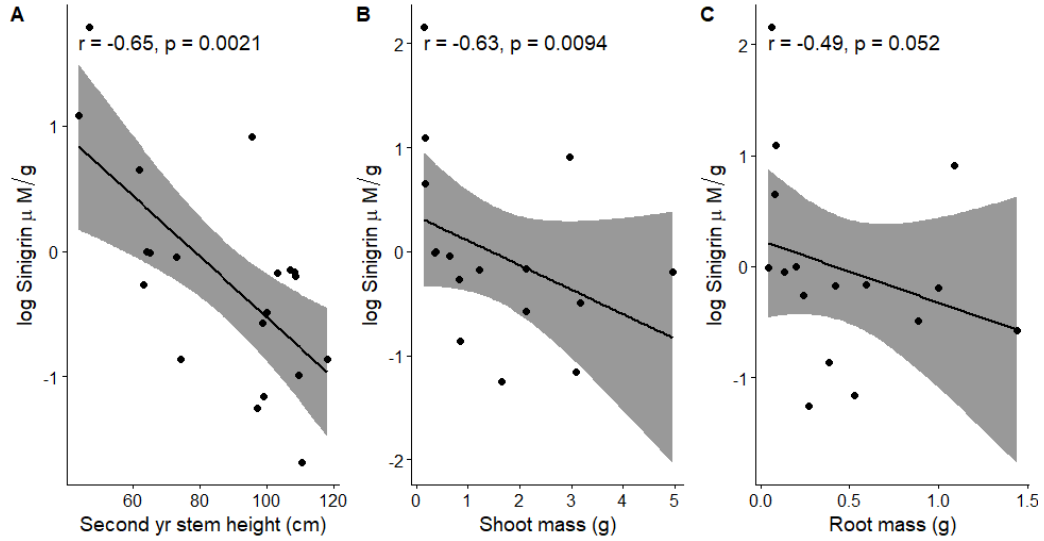 A
r = -0.65, p = 0.0021
log Sinigrin μ M/g
1
0
-1
60
80
100
120
Second yr stem height (cm)
B
r = -0.63, p = 0.0094
log Sinigrin μ M/g
2
1
0
-1
-2
0
1
2
3
4
5
Shoot mass (g)
C
r = -0.49, p = 0.052
log Sinigrin μ M/g
2
1
0
-1
0.0
0.5
1.0
1.5
Root mass (g)